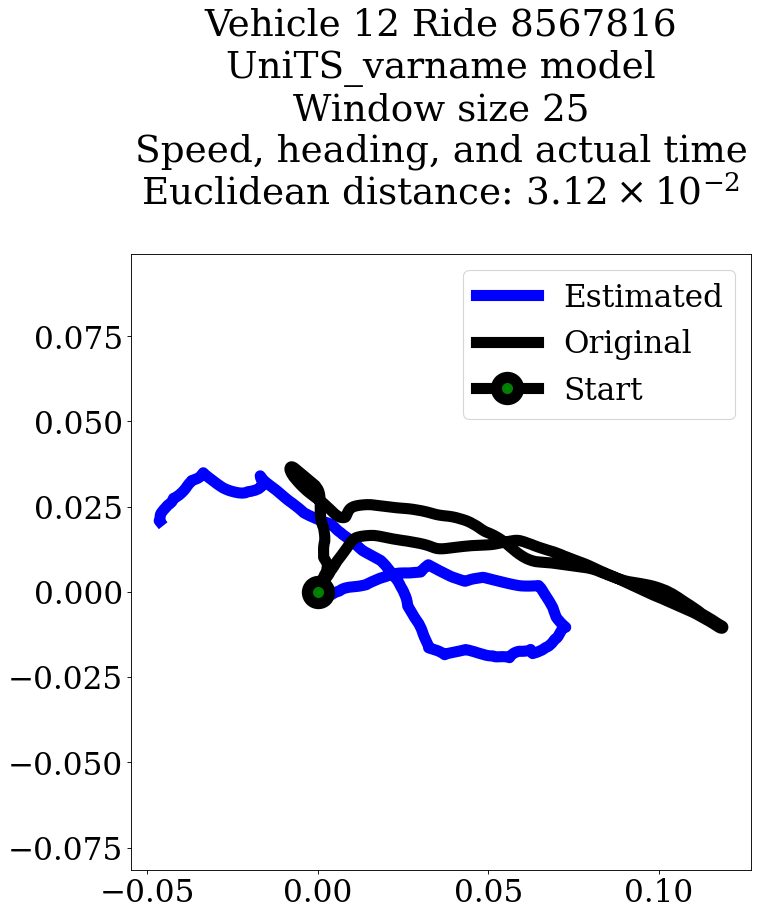 Vehicle 12 Ride 8567816
UniTS_varname model
Window size 25
Speed, heading, and actual time
Euclidean distance: 3.12 × 10⁻²
Estimated
Original
Start
0.075
0.050
0.025
0.000
−0.025
−0.050
−0.075
−0.05 0.00 0.05 0.10